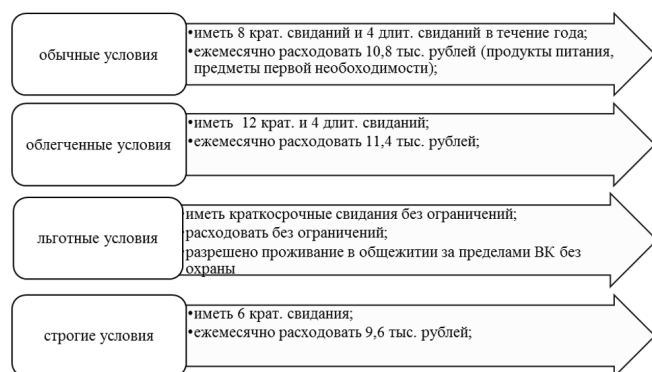 обычные условия
•иметь 8 крат. свиданий и 4 длит. свиданий в течение года;
•ежемесячно расходовать 10,8 тыс. рублей (продукты питания,
предметы первой необоходимости);
облегченные условия
•иметь 12 крат. и 4 длит. свиданий;
•ежемесячно расходовать 11,4 тыс. рублей;
льготные условия
иметь краткосрочные свидания без ограничений;
расходовать без ограничений;
разрешено проживание в общежитии за пределами ВК без
охраны
строгие условия
•иметь 6 крат. свидания;
•ежемесячно расходовать 9,6 тыс. рублей;